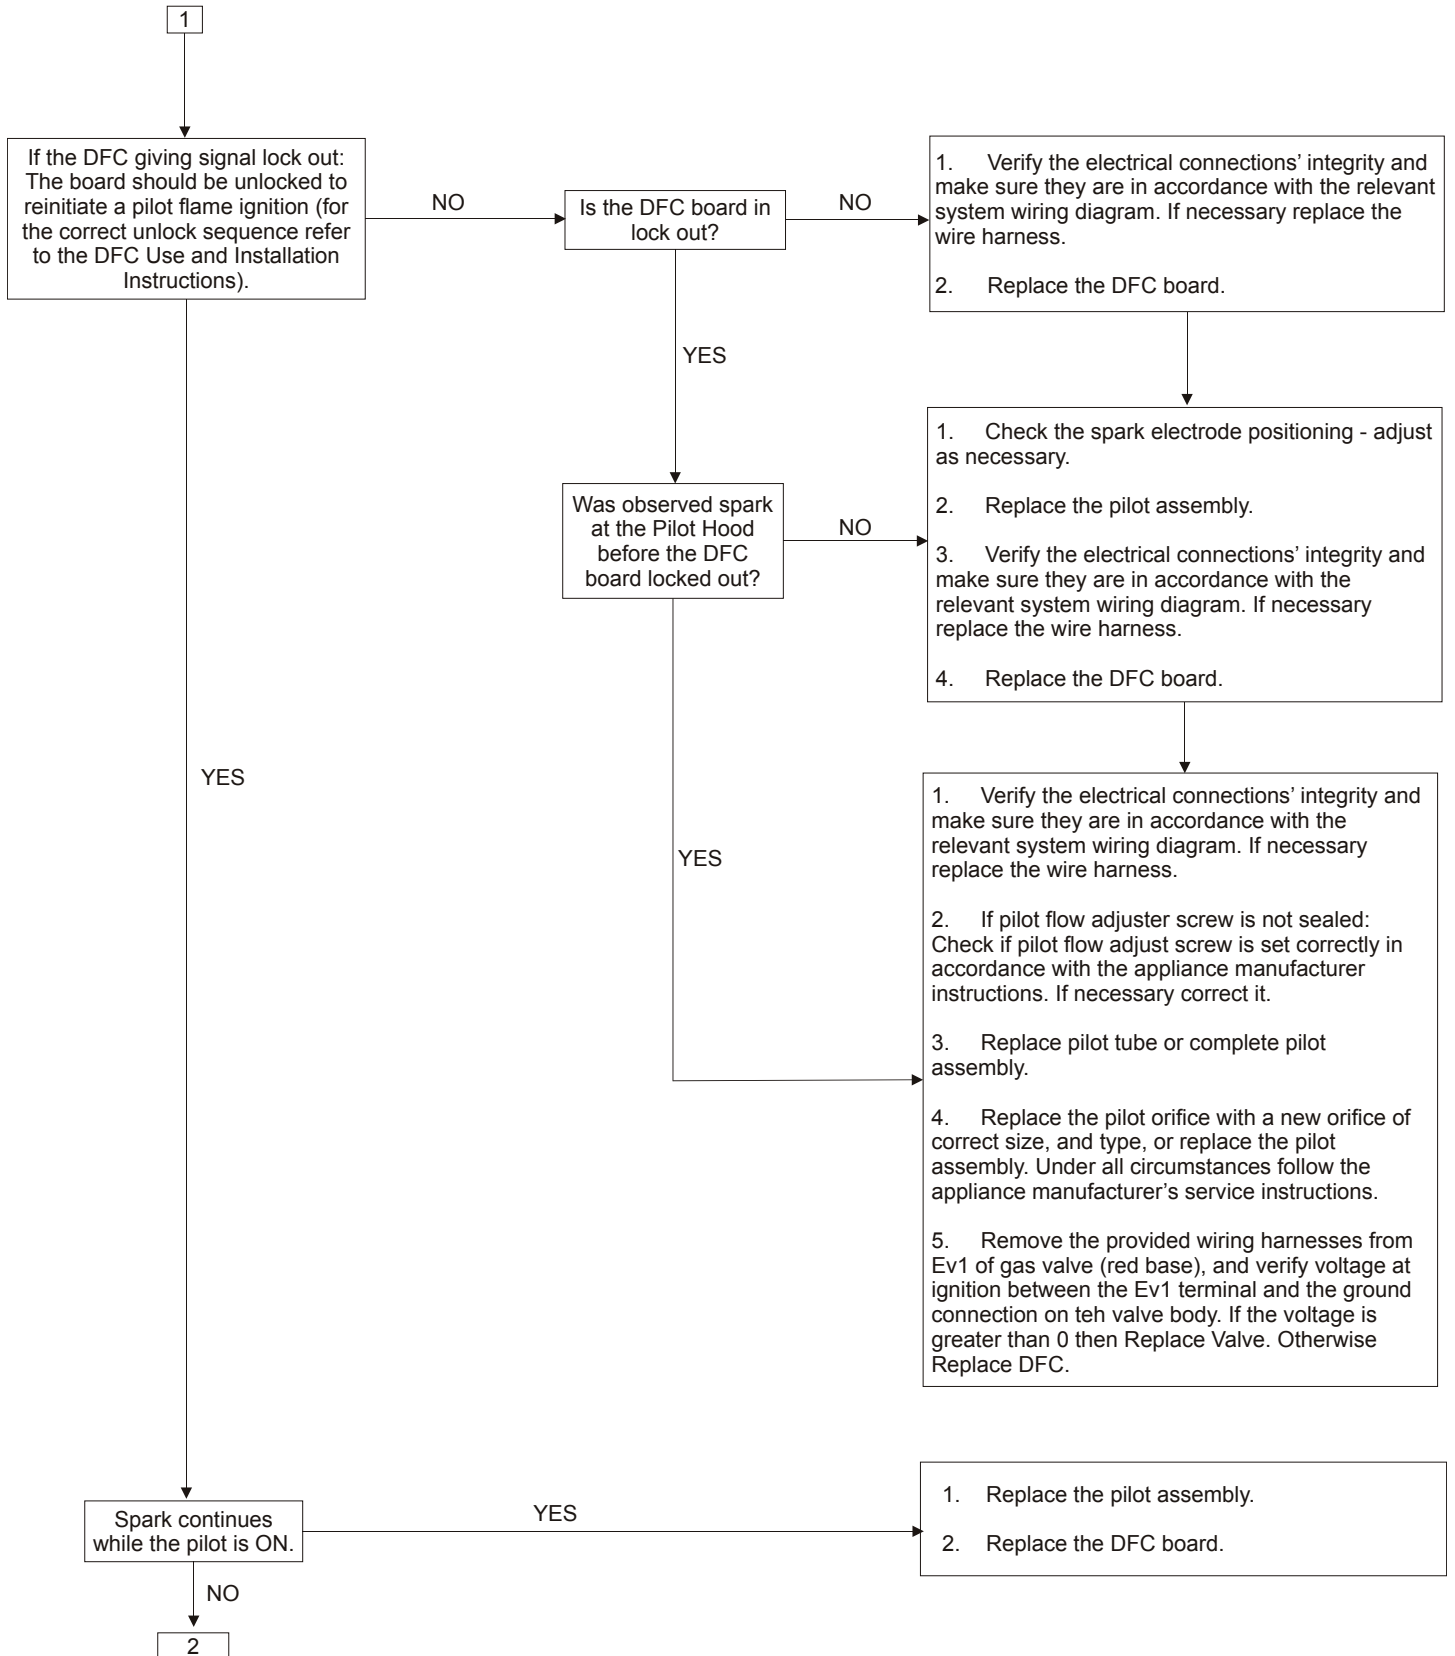 1
If the DFC giving signal lock out:
The board should be unlocked to
reinitiate a pilot flame ignition (for
the correct unlock sequence refer
to the DFC Use and Installation
Instructions).
NO
Is the DFC board in
lock out?
NO
1. Verify the electrical connections’ integrity and
make sure they are in accordance with the relevant
system wiring diagram. If necessary replace the
wire harness.
2. Replace the DFC board.
YES
Was observed spark
at the Pilot Hood
before the DFC
board locked out?
NO
1. Check the spark electrode positioning - adjust
as necessary.
2. Replace the pilot assembly.
3. Verify the electrical connections’ integrity and
make sure they are in accordance with the
relevant system wiring diagram. If necessary
replace the wire harness.
4. Replace the DFC board.
YES
YES
1. Verify the electrical connections’ integrity and
make sure they are in accordance with the
relevant system wiring diagram. If necessary
replace the wire harness.
2. If pilot flow adjuster screw is not sealed:
Check if pilot flow adjust screw is set correctly in
accordance with the appliance manufacturer
instructions. If necessary correct it.
3. Replace pilot tube or complete pilot
assembly.
4. Replace the pilot orifice with a new orifice of
correct size, and type, or replace the pilot
assembly. Under all circumstances follow the
appliance manufacturer’s service instructions.
5. Remove the provided wiring harnesses from
Ev1 of gas valve (red base), and verify voltage at
ignition between the Ev1 terminal and the ground
connection on teh valve body. If the voltage is
greater than 0 then Replace Valve. Otherwise
Replace DFC.
Spark continues
while the pilot is ON.
YES
1. Replace the pilot assembly.
2. Replace the DFC board.
NO
2